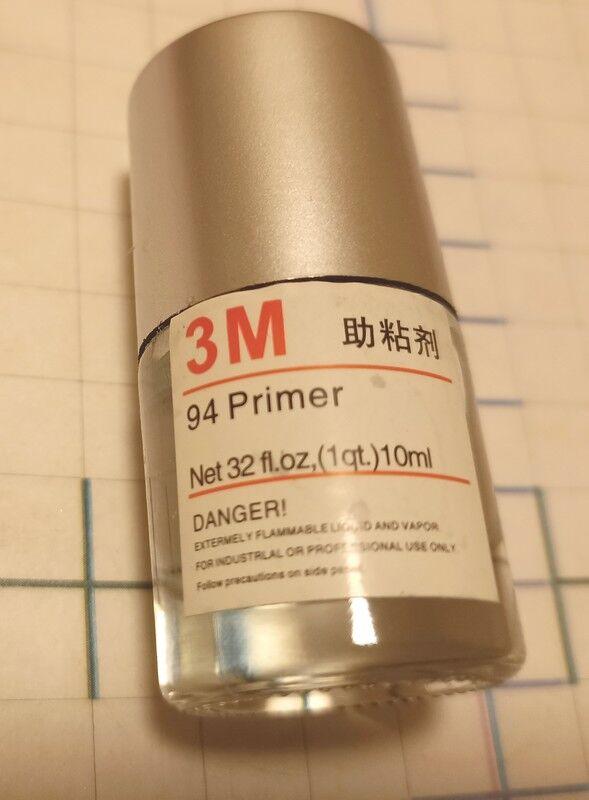 3M 助粘剂
94 Primer
Net 32 fl.oz,(1qt.)10ml
DANGER!
EXTERMELY FLAMMABLE LIQUID AND VAPOR
FOR INDUSTRLAL OR PROFESSIONAL USE ONLY.
Follow precautions on side panel